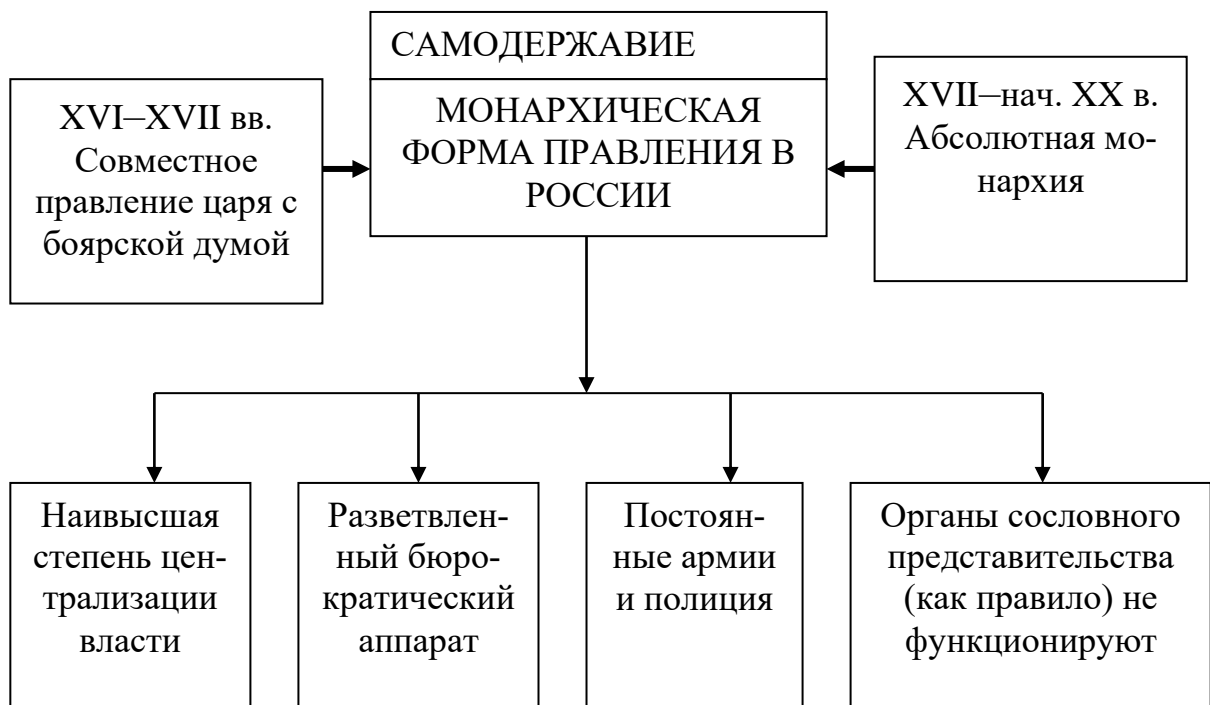 САМОДЕРЖАВИЕ
МОНАРХИЧЕСКАЯ
ФОРМА ПРАВЛЕНИЯ В
РОССИИ
XVI–XVII вв.
Совместное
правление царя с
боярской думой
XVII–нач. XX в.
Абсолютная мо-
нархия
Наивысшая
степень цен-
трализации
власти
Разветвлен-
ный бюро-
кратический
аппарат
Постоян-
ные армии
и полиция
Органы сословного
представительства
(как правило) не
функционируют